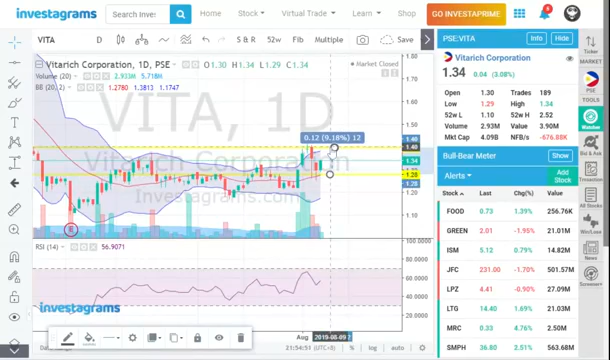 investagrams
Search Investagrams
Home
Stock
Virtual Trade
Learn
Shop
GO INVESTAPRIME
8
VITA
D
S & R
52w
Fib
Multiple
SAVE
Vitarich Corporation, 1D, PSE
O 1.30 H 1.34 L 1.29 C 1.34
Market Closed
Volume (20)
2.933M 5.718M
BB (20, 2)
1.2780 1.3813 1.1747
VITA, 1D
Vitarich Corporation
Investagrams.com
0.12 (9.18%) 12
1.80
1.70
1.60
1.50
1.40
1.40
1.34
1.28
1.28
1.10
E
RSI (14)
56.9071
100.0000
80.0000
60.0000
40.0000
20.0000
investagrams
Aug
2019-08-09
21:54:51 (UTC+8)
%
log
auto
PSE:VITA
Info
Hide
Vitarich Corporation
1.34
0.04 (3.08%)
Open 1.30 Trades 189
Low 1.29 High 1.34
52W L 1.10 52W H 2.52
Volume 2.93M Value 3.90M
Mkt Cap 4.09B NFB/S -676.88K
Bull-Bear Meter
Show
Alerts
Add Stock
Stock Last Chg(%) Value
FOOD 0.73 1.39% 256.76K
GREEN 2.01 -1.95% 21.01M
ISM 5.12 0.79% 14.82M
JFC 231.00 -1.70% 501.57M
LPZ 4.41 -0.90% 27.09M
LTG 14.40 1.69% 21.03M
MRC 0.33 4.76% 2.50M
SMPH 36.80 2.51% 563.68M
Ticker
MARKET
PSE
TOOLS
Watcher
Bid & Ask
Transaction
Win/Loss
News
Screener+